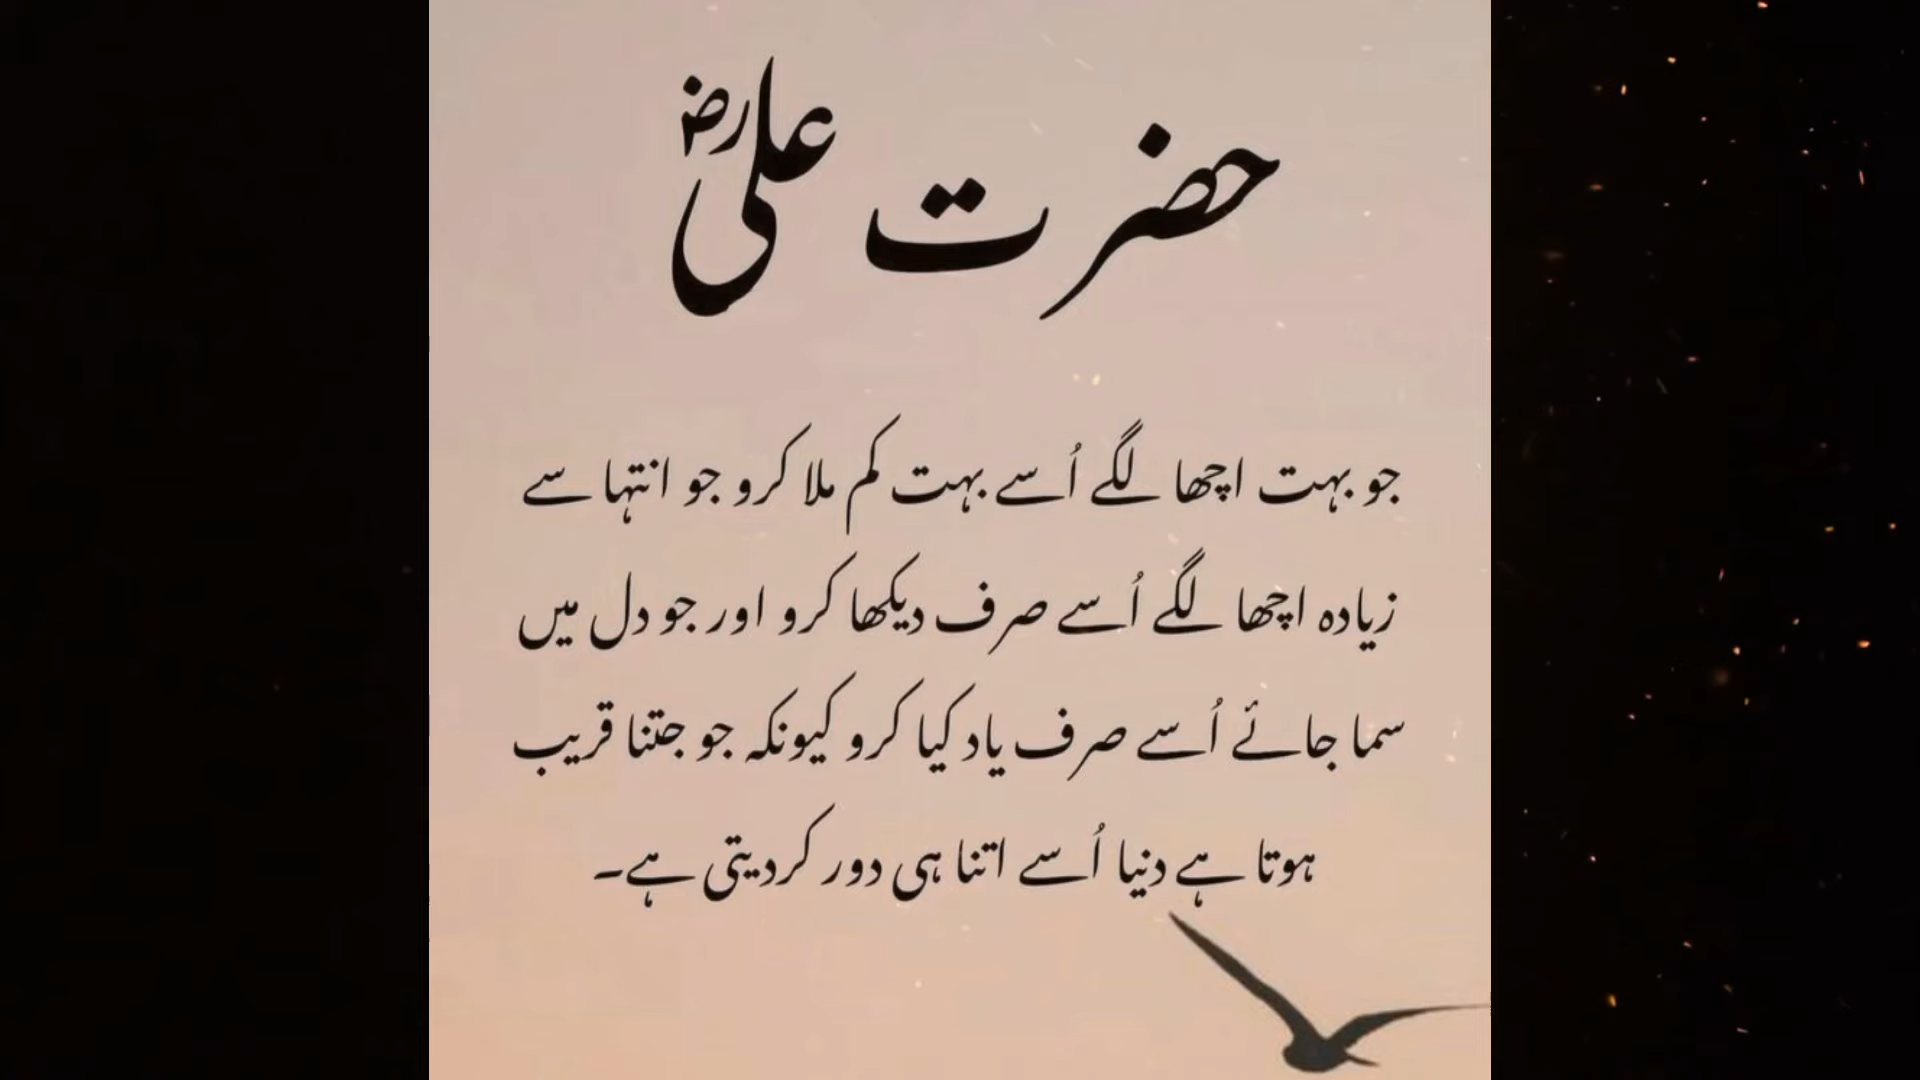 حضرت علیؓ
جو بہت اچھا لگے اُسے بہت کم ملا کرو جو انتہا سے
زیادہ اچھا لگے اُسے صرف دیکھا کرو اور جو دل میں
سما جائے اُسے صرف یاد کیا کرو کیونکہ جو جتنا قریب
ہوتا ہے دنیا اُسے اتنا ہی دور کردیتی ہے۔